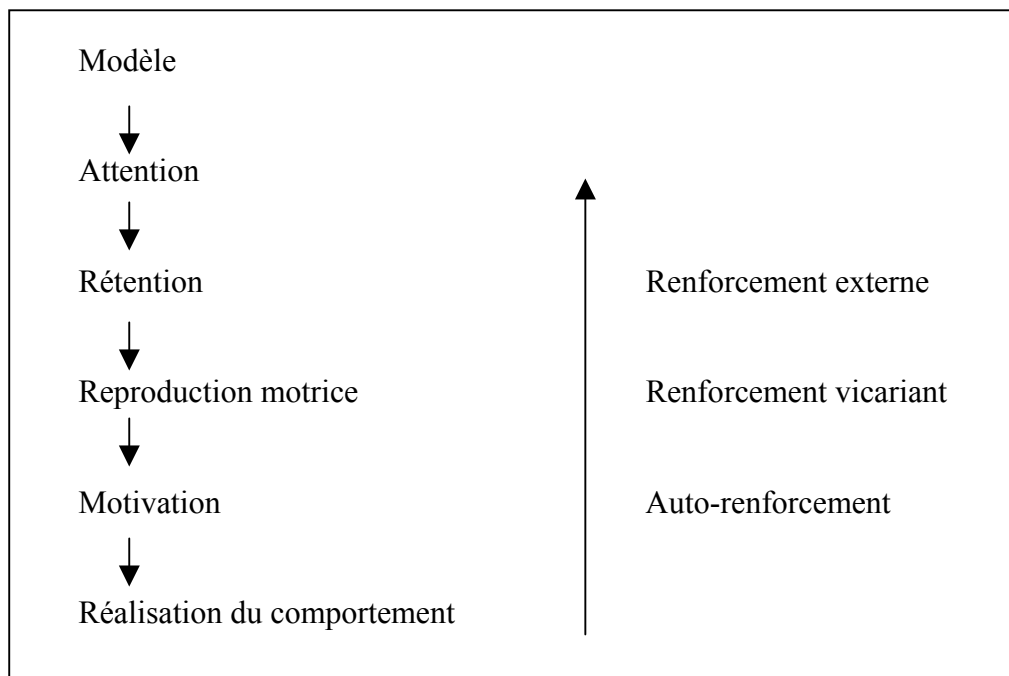 Modèle
Attention
Rétention
Renforcement externe
Reproduction motrice
Renforcement vicariant
Motivation
Auto-renforcement
Réalisation du comportement